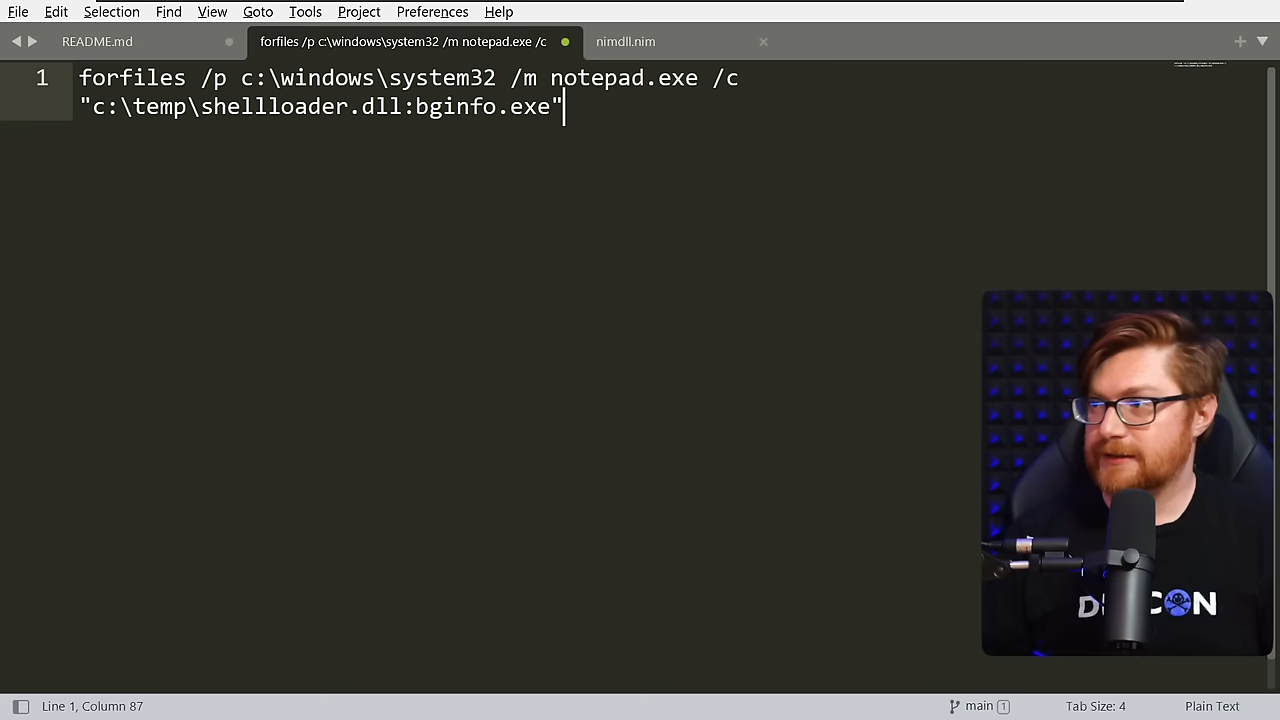 File Edit Selection Find View Goto Tools Project Preferences Help
README.md forfiles /p c:\windows\system32 /m notepad.exe /c nimdll.nim
1 forfiles /p c:\windows\system32 /m notepad.exe /c
"c:\temp\shellloader.dll:bginfo.exe"
Line 1, Column 87 main 1 Tab Size: 4 Plain Text